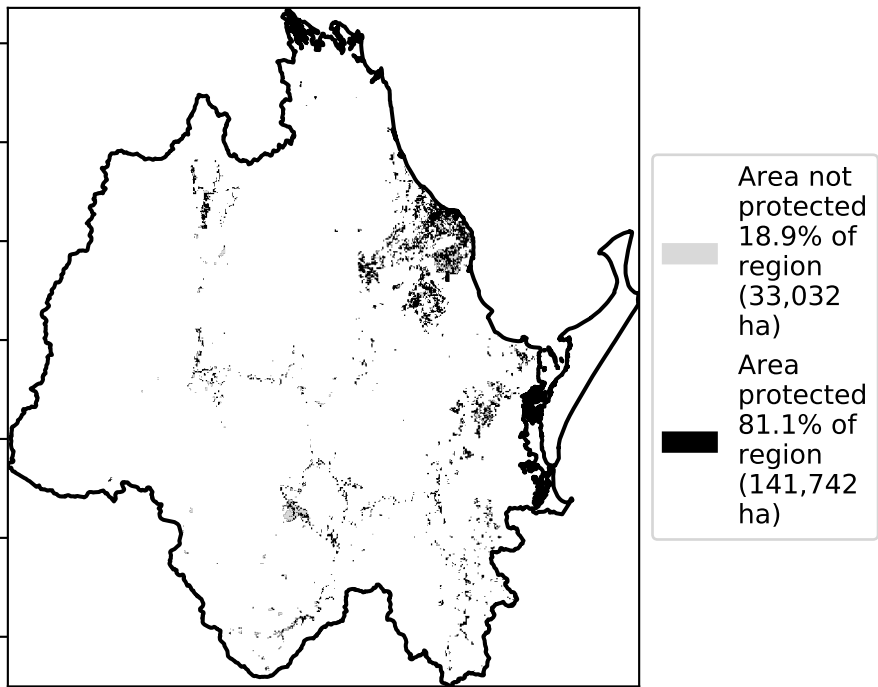 Area not
protected
18.9% of
region
(33,032
ha)
Area
protected
81.1% of
region
(141,742
ha)